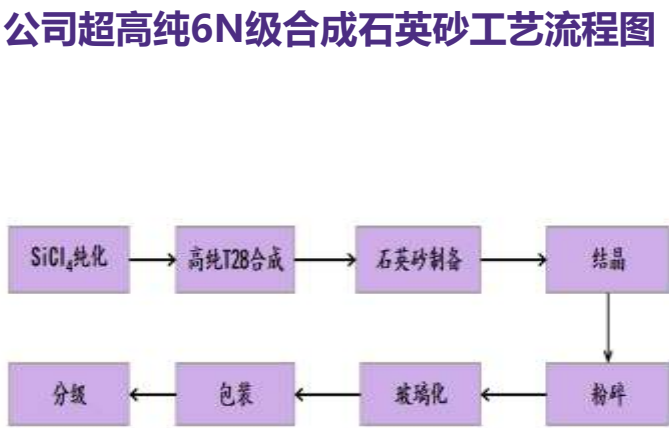 公司超高纯6N级合成石英砂工艺流程图
SiCl₄纯化
高纯T28合成
石英砂制备
结晶
粉碎
玻璃化
包装
分级